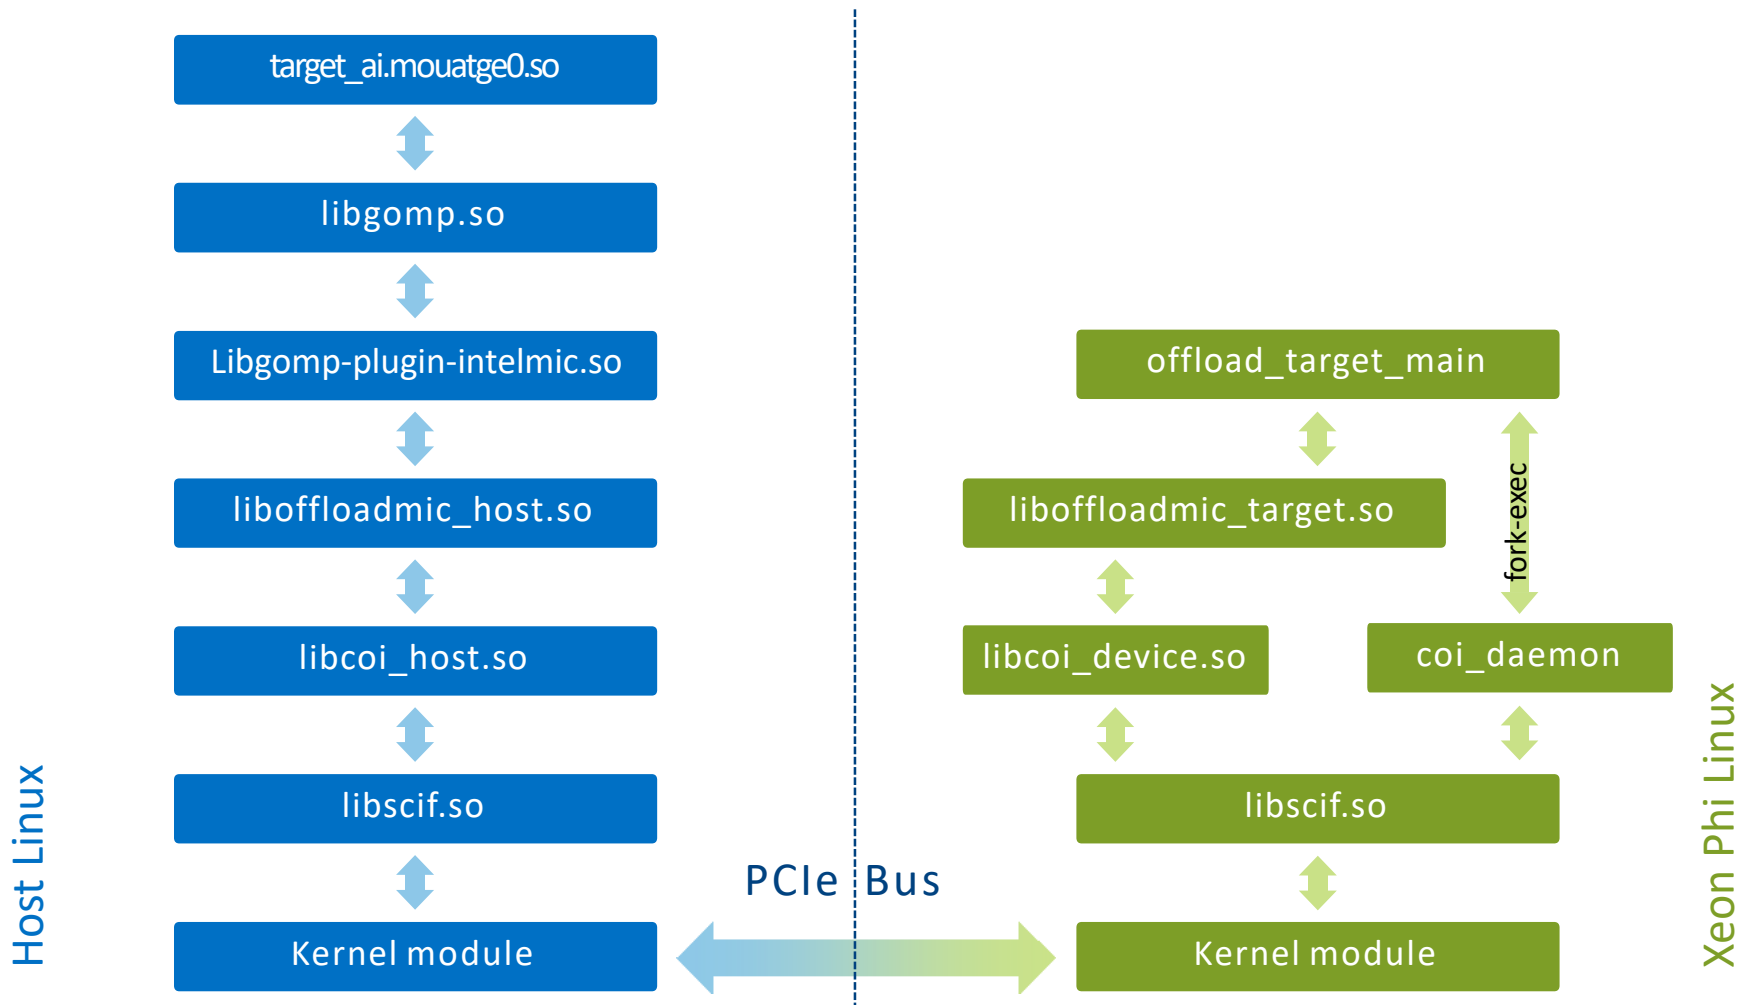 target_ai.mouatge0.so
libgomp.so
Libgomp-plugin-intelmic.so
offload_target_main
liboffloadmic_host.so
liboffloadmic_target.so
fork-exec
libcoi_host.so
libcoi_device.so
coi_daemon
libscif.so
libscif.so
PCIe Bus
Kernel module
Kernel module
Host Linux
Xeon Phi Linux